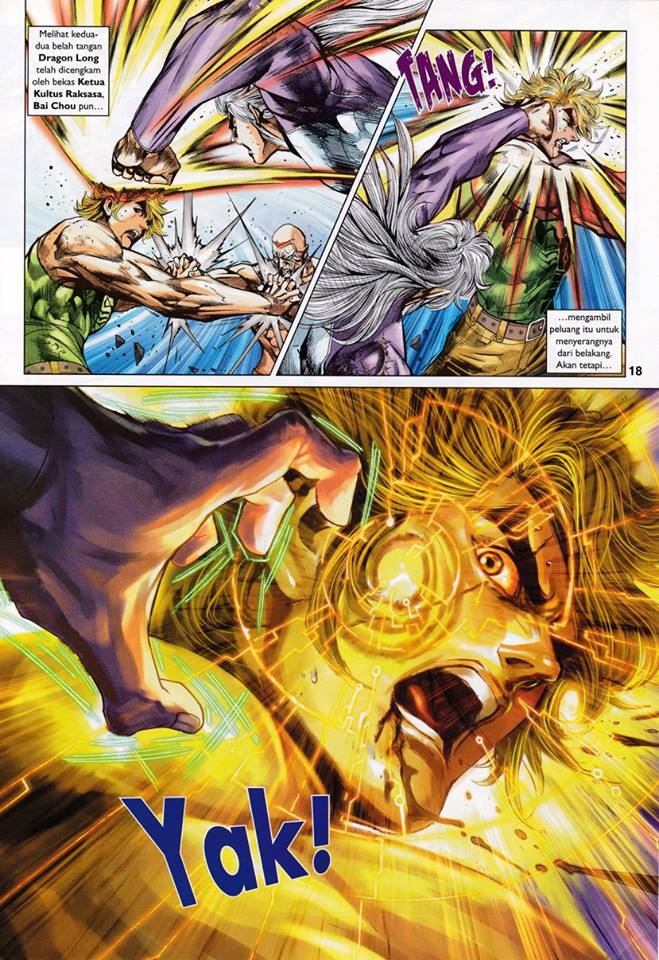 Melihat kedua-
dua belah tangan
Dragon Long
telah dicengkam
oleh bekas Ketua
Kultus Raksasa,
Bai Chou pun...
TANG!
...mengambil
peluang itu untuk
menyerangnya
dari belakang.
Akan tetapi...
18
Yak!